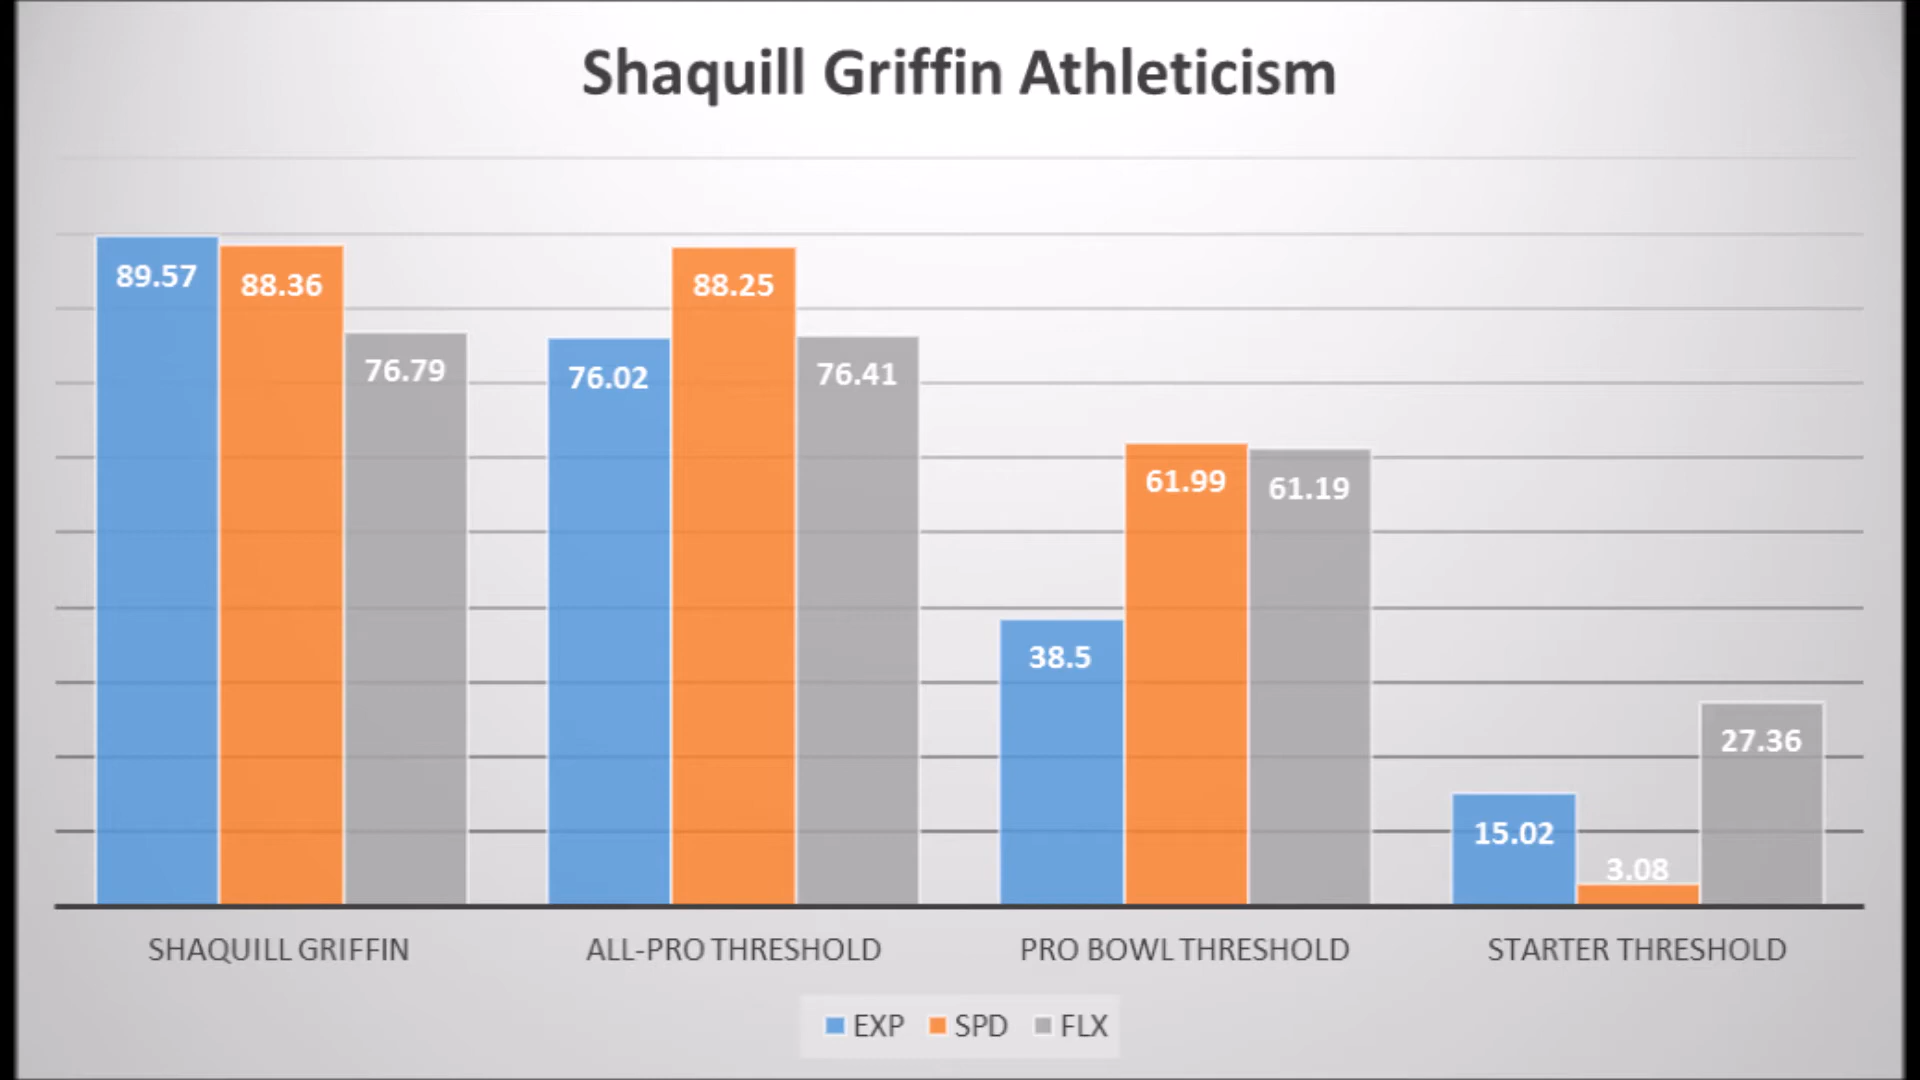 Shaquill Griffin Athleticism
89.57 88.36 76.79 76.02 88.25 76.41 38.5 61.99 61.19 15.02 3.08 27.36
SHAQUILL GRIFFIN ALL-PRO THRESHOLD PRO BOWL THRESHOLD STARTER THRESHOLD
EXP SPD FLX